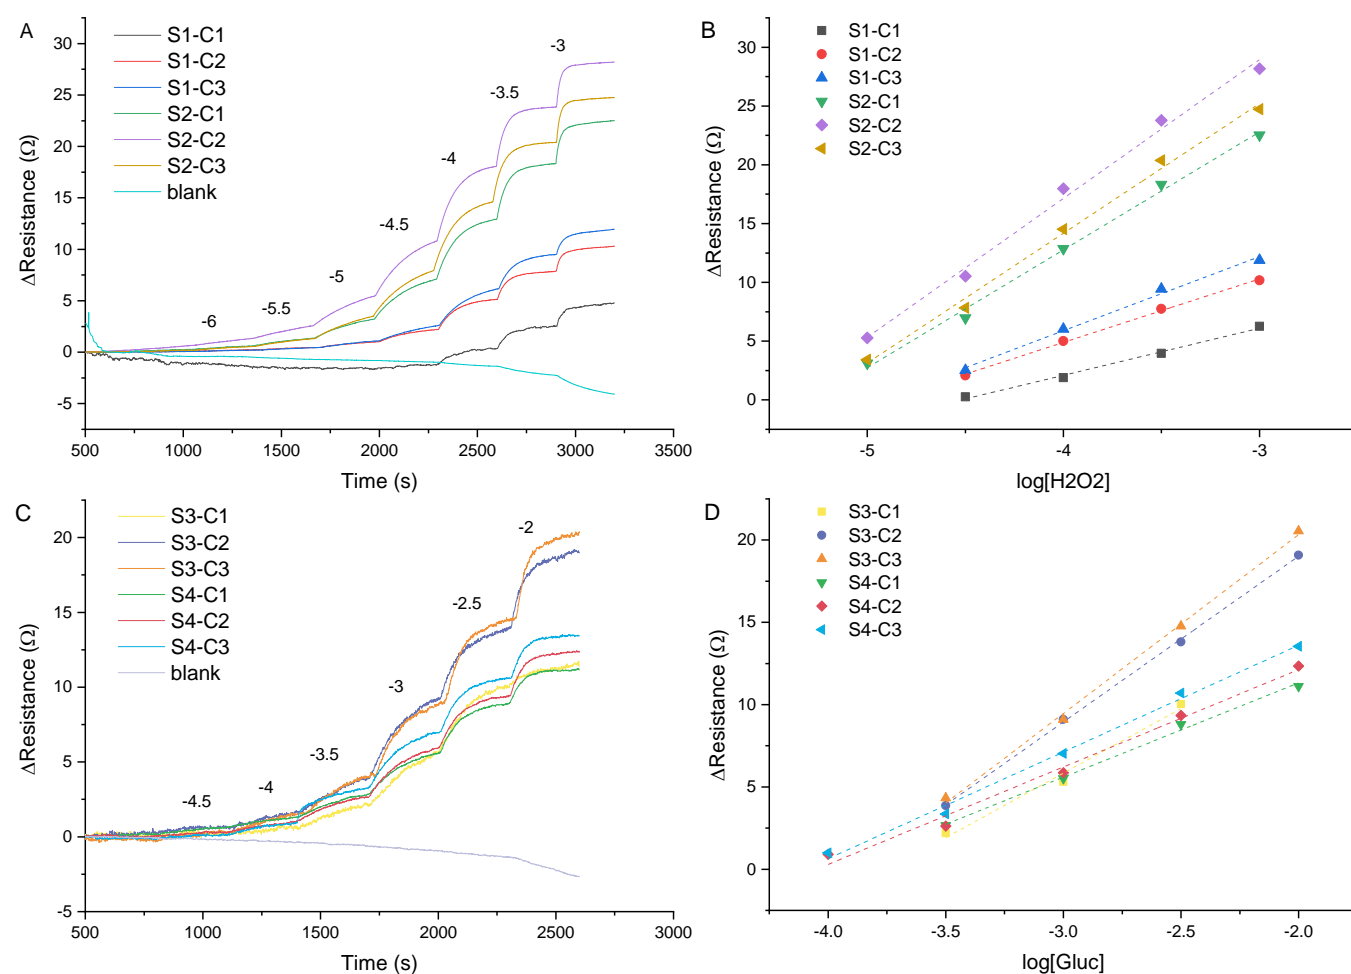 A
S1-C1
S1-C2
S1-C3
S2-C1
S2-C2
S2-C3
blank
-6
-5.5
-5
-4.5
-4
-3.5
-3
30
25
20
15
10
5
0
-5
ΔResistance (Ω)
500 1000 1500 2000 2500 3000 3500
Time (s)
B
S1-C1
S1-C2
S1-C3
S2-C1
S2-C2
S2-C3
30
25
20
15
10
5
0
ΔResistance (Ω)
-5 -4 -3
log[H2O2]
C
S3-C1
S3-C2
S3-C3
S4-C1
S4-C2
S4-C3
blank
-4.5
-4
-3.5
-3
-2.5
-2
20
15
10
5
0
-5
ΔResistance (Ω)
500 1000 1500 2000 2500 3000
Time (s)
D
S3-C1
S3-C2
S3-C3
S4-C1
S4-C2
S4-C3
20
15
10
5
0
ΔResistance (Ω)
-4.0 -3.5 -3.0 -2.5 -2.0
log[Gluc]